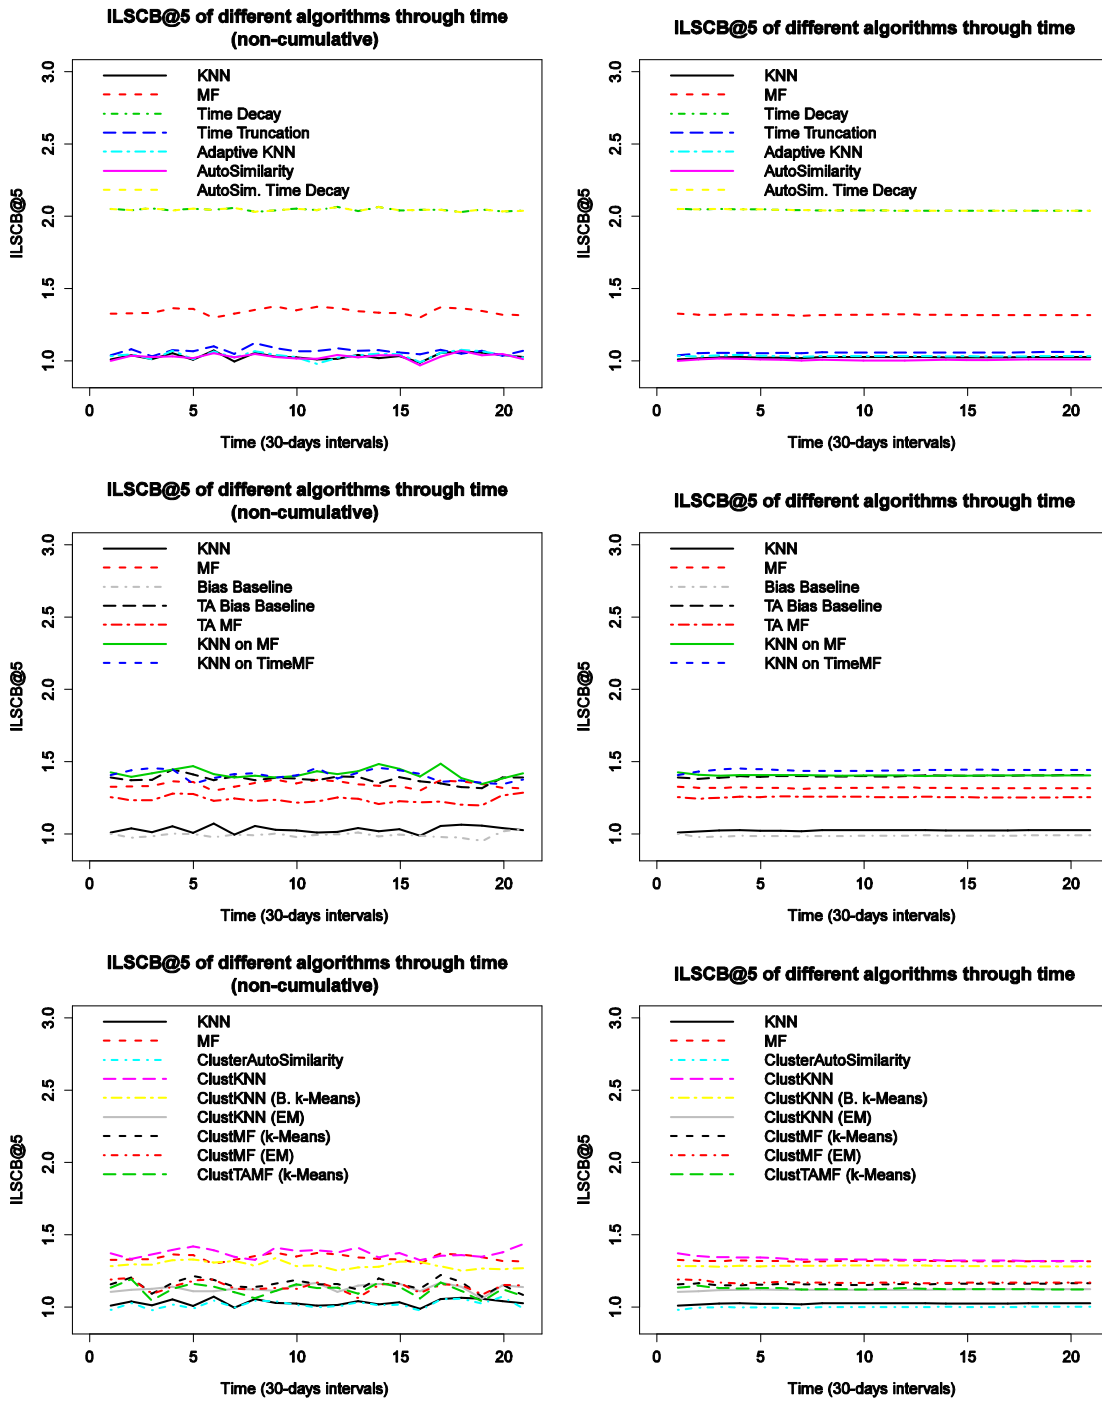 ILSCB@5 of different algorithms through time
(non-cumulative)
ILSCB@5
3.0
2.5
2.0
1.5
1.0
KNN
MF
Time Decay
Time Truncation
Adaptive KNN
AutoSimilarity
AutoSim. Time Decay
0 5 10 15 20
Time (30-days intervals)
ILSCB@5 of different algorithms through time
ILSCB@5
3.0
2.5
2.0
1.5
1.0
KNN
MF
Time Decay
Time Truncation
Adaptive KNN
AutoSimilarity
AutoSim. Time Decay
0 5 10 15 20
Time (30-days intervals)
ILSCB@5 of different algorithms through time
(non-cumulative)
ILSCB@5
3.0
2.5
2.0
1.5
1.0
KNN
MF
Bias Baseline
TA Bias Baseline
TA MF
KNN on MF
KNN on TimeMF
0 5 10 15 20
Time (30-days intervals)
ILSCB@5 of different algorithms through time
ILSCB@5
3.0
2.5
2.0
1.5
1.0
KNN
MF
Bias Baseline
TA Bias Baseline
TA MF
KNN on MF
KNN on TimeMF
0 5 10 15 20
Time (30-days intervals)
ILSCB@5 of different algorithms through time
(non-cumulative)
ILSCB@5
3.0
2.5
2.0
1.5
1.0
KNN
MF
ClusterAutoSimilarity
ClustKNN
ClustKNN (B. k-Means)
ClustKNN (EM)
ClustMF (k-Means)
ClustMF (EM)
ClustTAMF (k-Means)
0 5 10 15 20
Time (30-days intervals)
ILSCB@5 of different algorithms through time
ILSCB@5
3.0
2.5
2.0
1.5
1.0
KNN
MF
ClusterAutoSimilarity
ClustKNN
ClustKNN (B. k-Means)
ClustKNN (EM)
ClustMF (k-Means)
ClustMF (EM)
ClustTAMF (k-Means)
0 5 10 15 20
Time (30-days intervals)